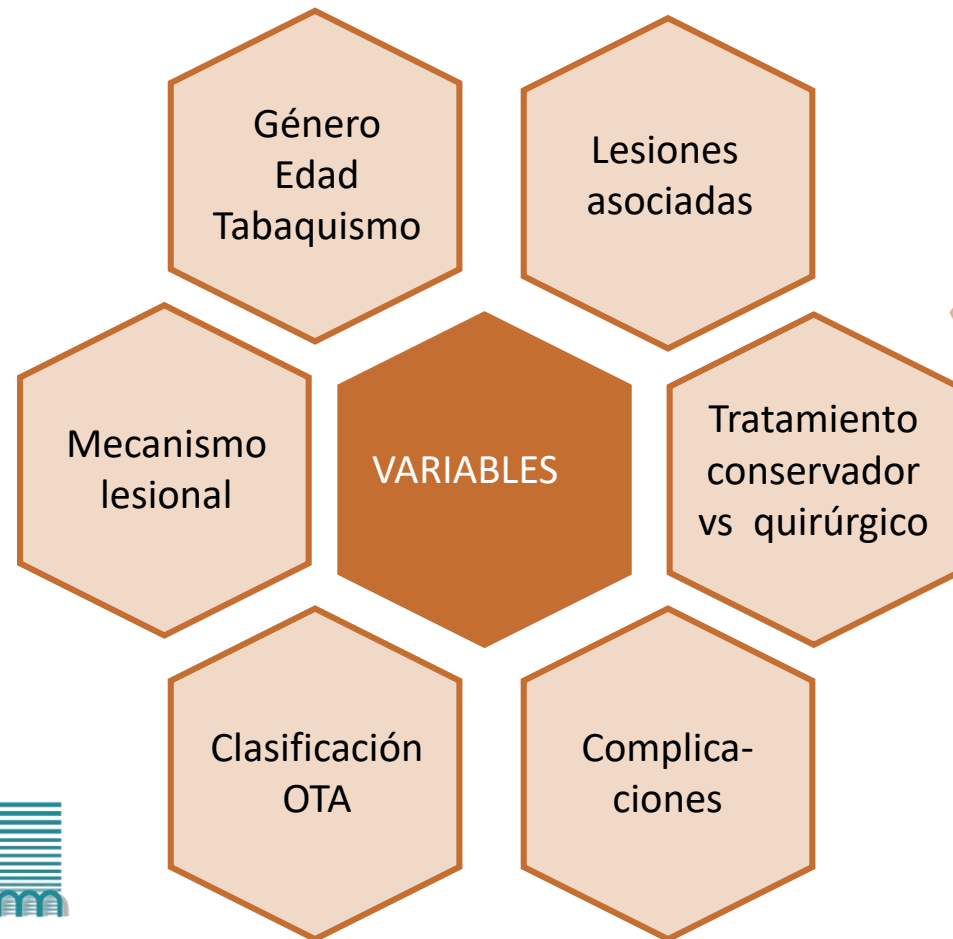 Género
Edad
Tabaquismo
Lesiones
asociadas
Mecanismo
lesional
VARIABLES
Tratamiento
conservador
vs quirúrgico
Clasificación
OTA
Complica-
ciones